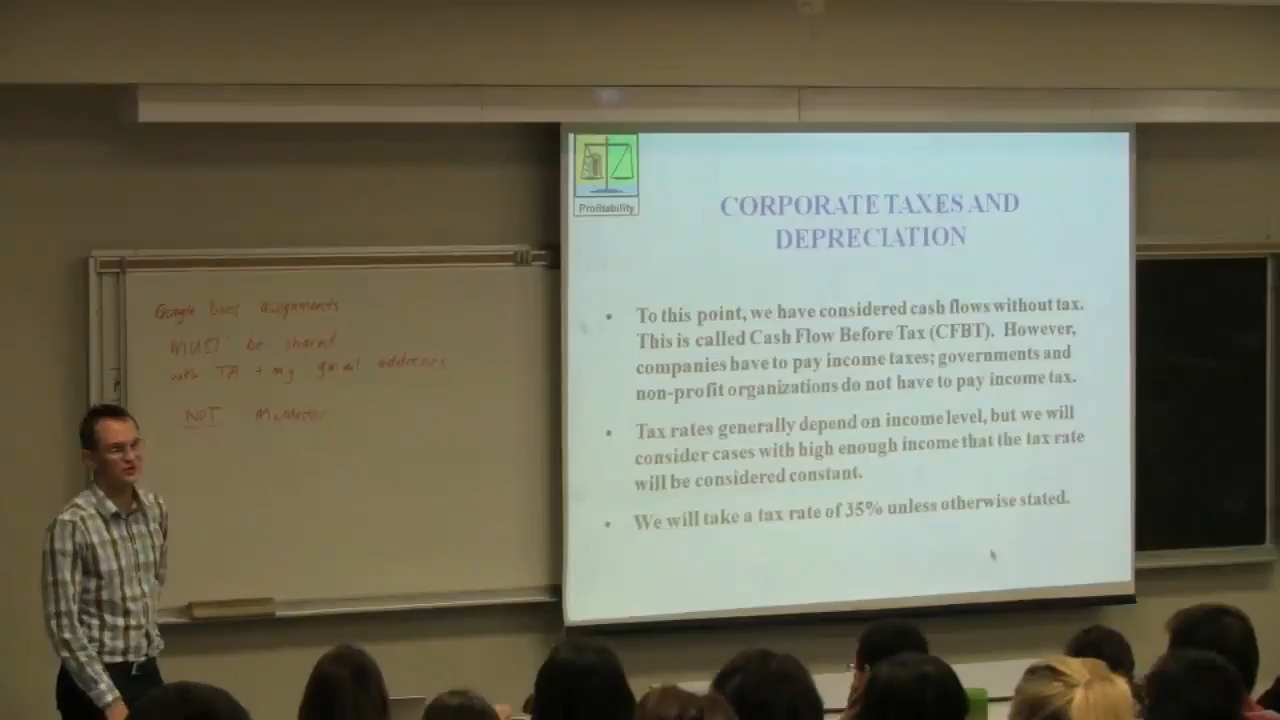 Google Docs assignments
MUST be shared
with TA + my gmail addresses
NOT McMaster
Profitability
CORPORATE TAXES AND
DEPRECIATION
• To this point, we have considered cash flows without tax.
This is called Cash Flow Before Tax (CFBT). However,
companies have to pay income taxes; governments and
non-profit organizations do not have to pay income tax.
• Tax rates generally depend on income level, but we will
consider cases with high enough income that the tax rate
will be considered constant.
• We will take a tax rate of 35% unless otherwise stated.